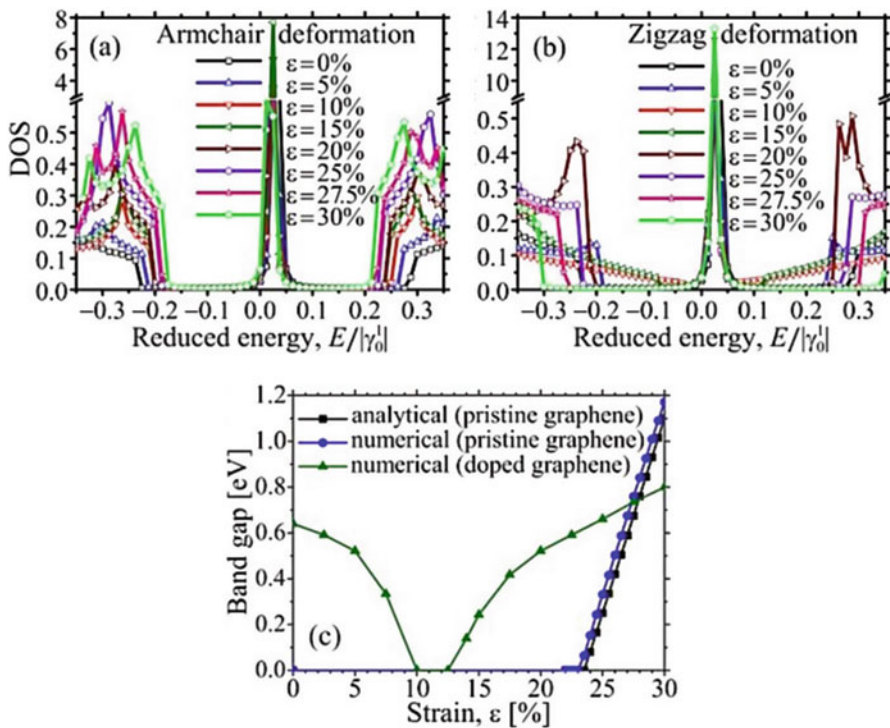 (a) Armchair deformation
ε=0%
ε=5%
ε=10%
ε=15%
ε=20%
ε=25%
ε=27.5%
ε=30%
DOS
8
6
4
0.5
0.4
0.3
0.2
0.1
0.0
−0.3 −0.2 −0.1 0.0 0.1 0.2 0.3
Reduced energy, E/|γ₀¹|
(b) Zigzag deformation
ε=0%
ε=5%
ε=10%
ε=15%
ε=20%
ε=25%
ε=27.5%
ε=30%
14
12
10
8
6
4
0.5
0.4
0.3
0.2
0.1
0.0
−0.3 −0.2 −0.1 0.0 0.1 0.2 0.3
Reduced energy, E/|γ₀¹|
analytical (pristine graphene)
numerical (pristine graphene)
numerical (doped graphene)
(c)
Band gap [eV]
1.2
1.0
0.8
0.6
0.4
0.2
0.0
0 5 10 15 20 25 30
Strain, ε [%]